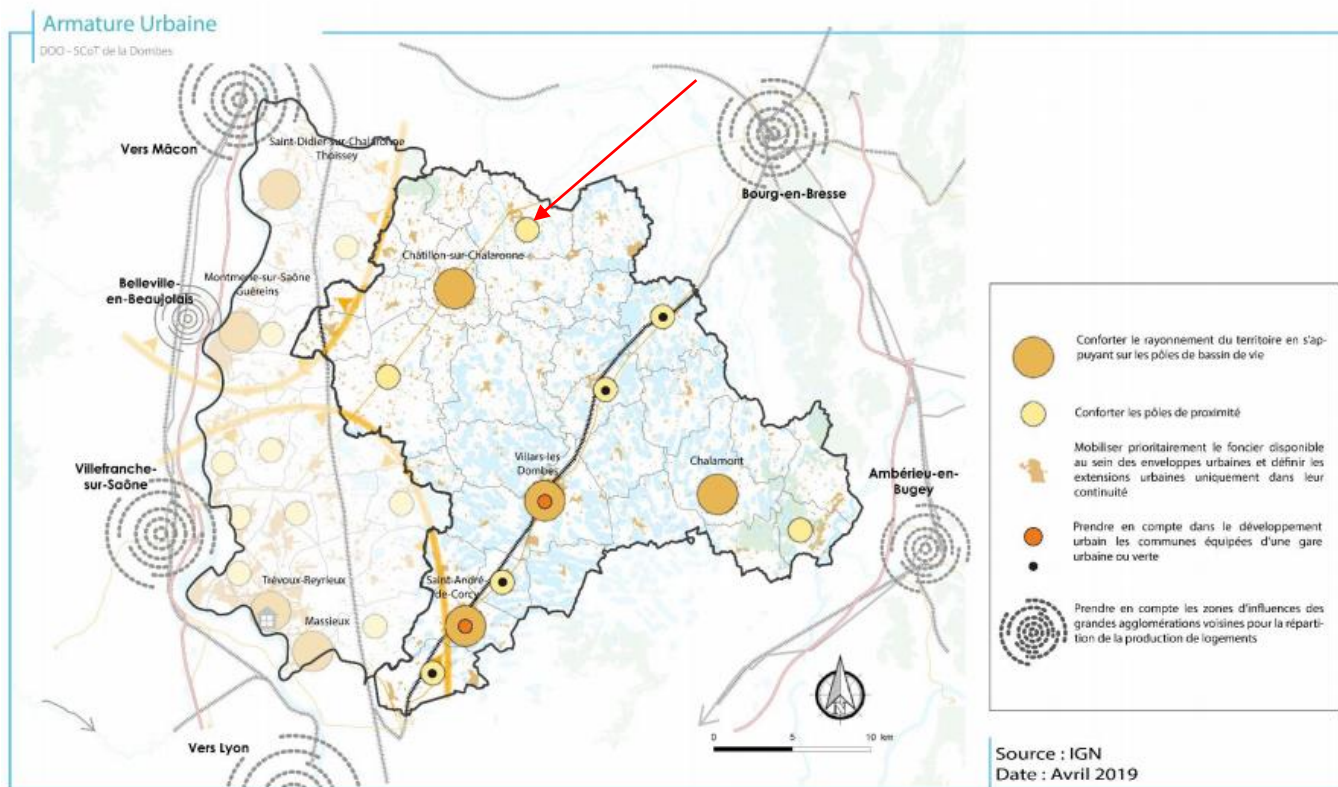 Armature Urbaine
DOO - SCoT de la Dombes
Vers Mâcon
Saint-Didier-sur-Chalaronne
Thoissey
Bourg-en-Bresse
Châtillon-sur-Chalaronne
Montmerle-sur-Saône
Guéreins
Belleville-
en-Beaujolais
Villefranche-
sur-Saône
Villars-les
Dombes
Chalamont
Ambérieu-en-
Bugey
Trévoux-Reyrieux
Massieux
Saint-André-
de-Corcy
Vers Lyon
N
0 5 10 km
Conforter le rayonnement du territoire en s'ap-
puyant sur les pôles de bassin de vie
Conforter les pôles de proximité
Mobiliser prioritairement le foncier disponible
au sein des enveloppes urbaines et définir les
extensions urbaines uniquement dans leur
continuité
Prendre en compte dans le développement
urbain les communes équipées d'une gare
urbaine ou verte
Prendre en compte les zones d'influences des
grandes agglomérations voisines pour la réparti-
tion de la production de logements
Source : IGN
Date : Avril 2019